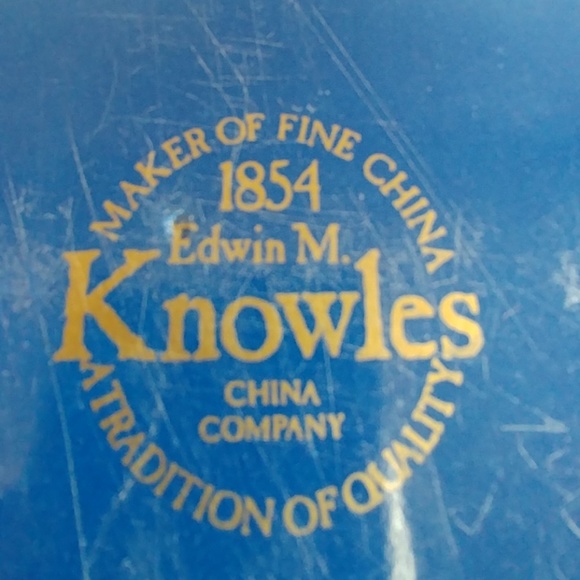 MAKER OF FINE CHINA
1854
Edwin M.
Knowles
CHINA
COMPANY
A TRADITION OF QUALITY